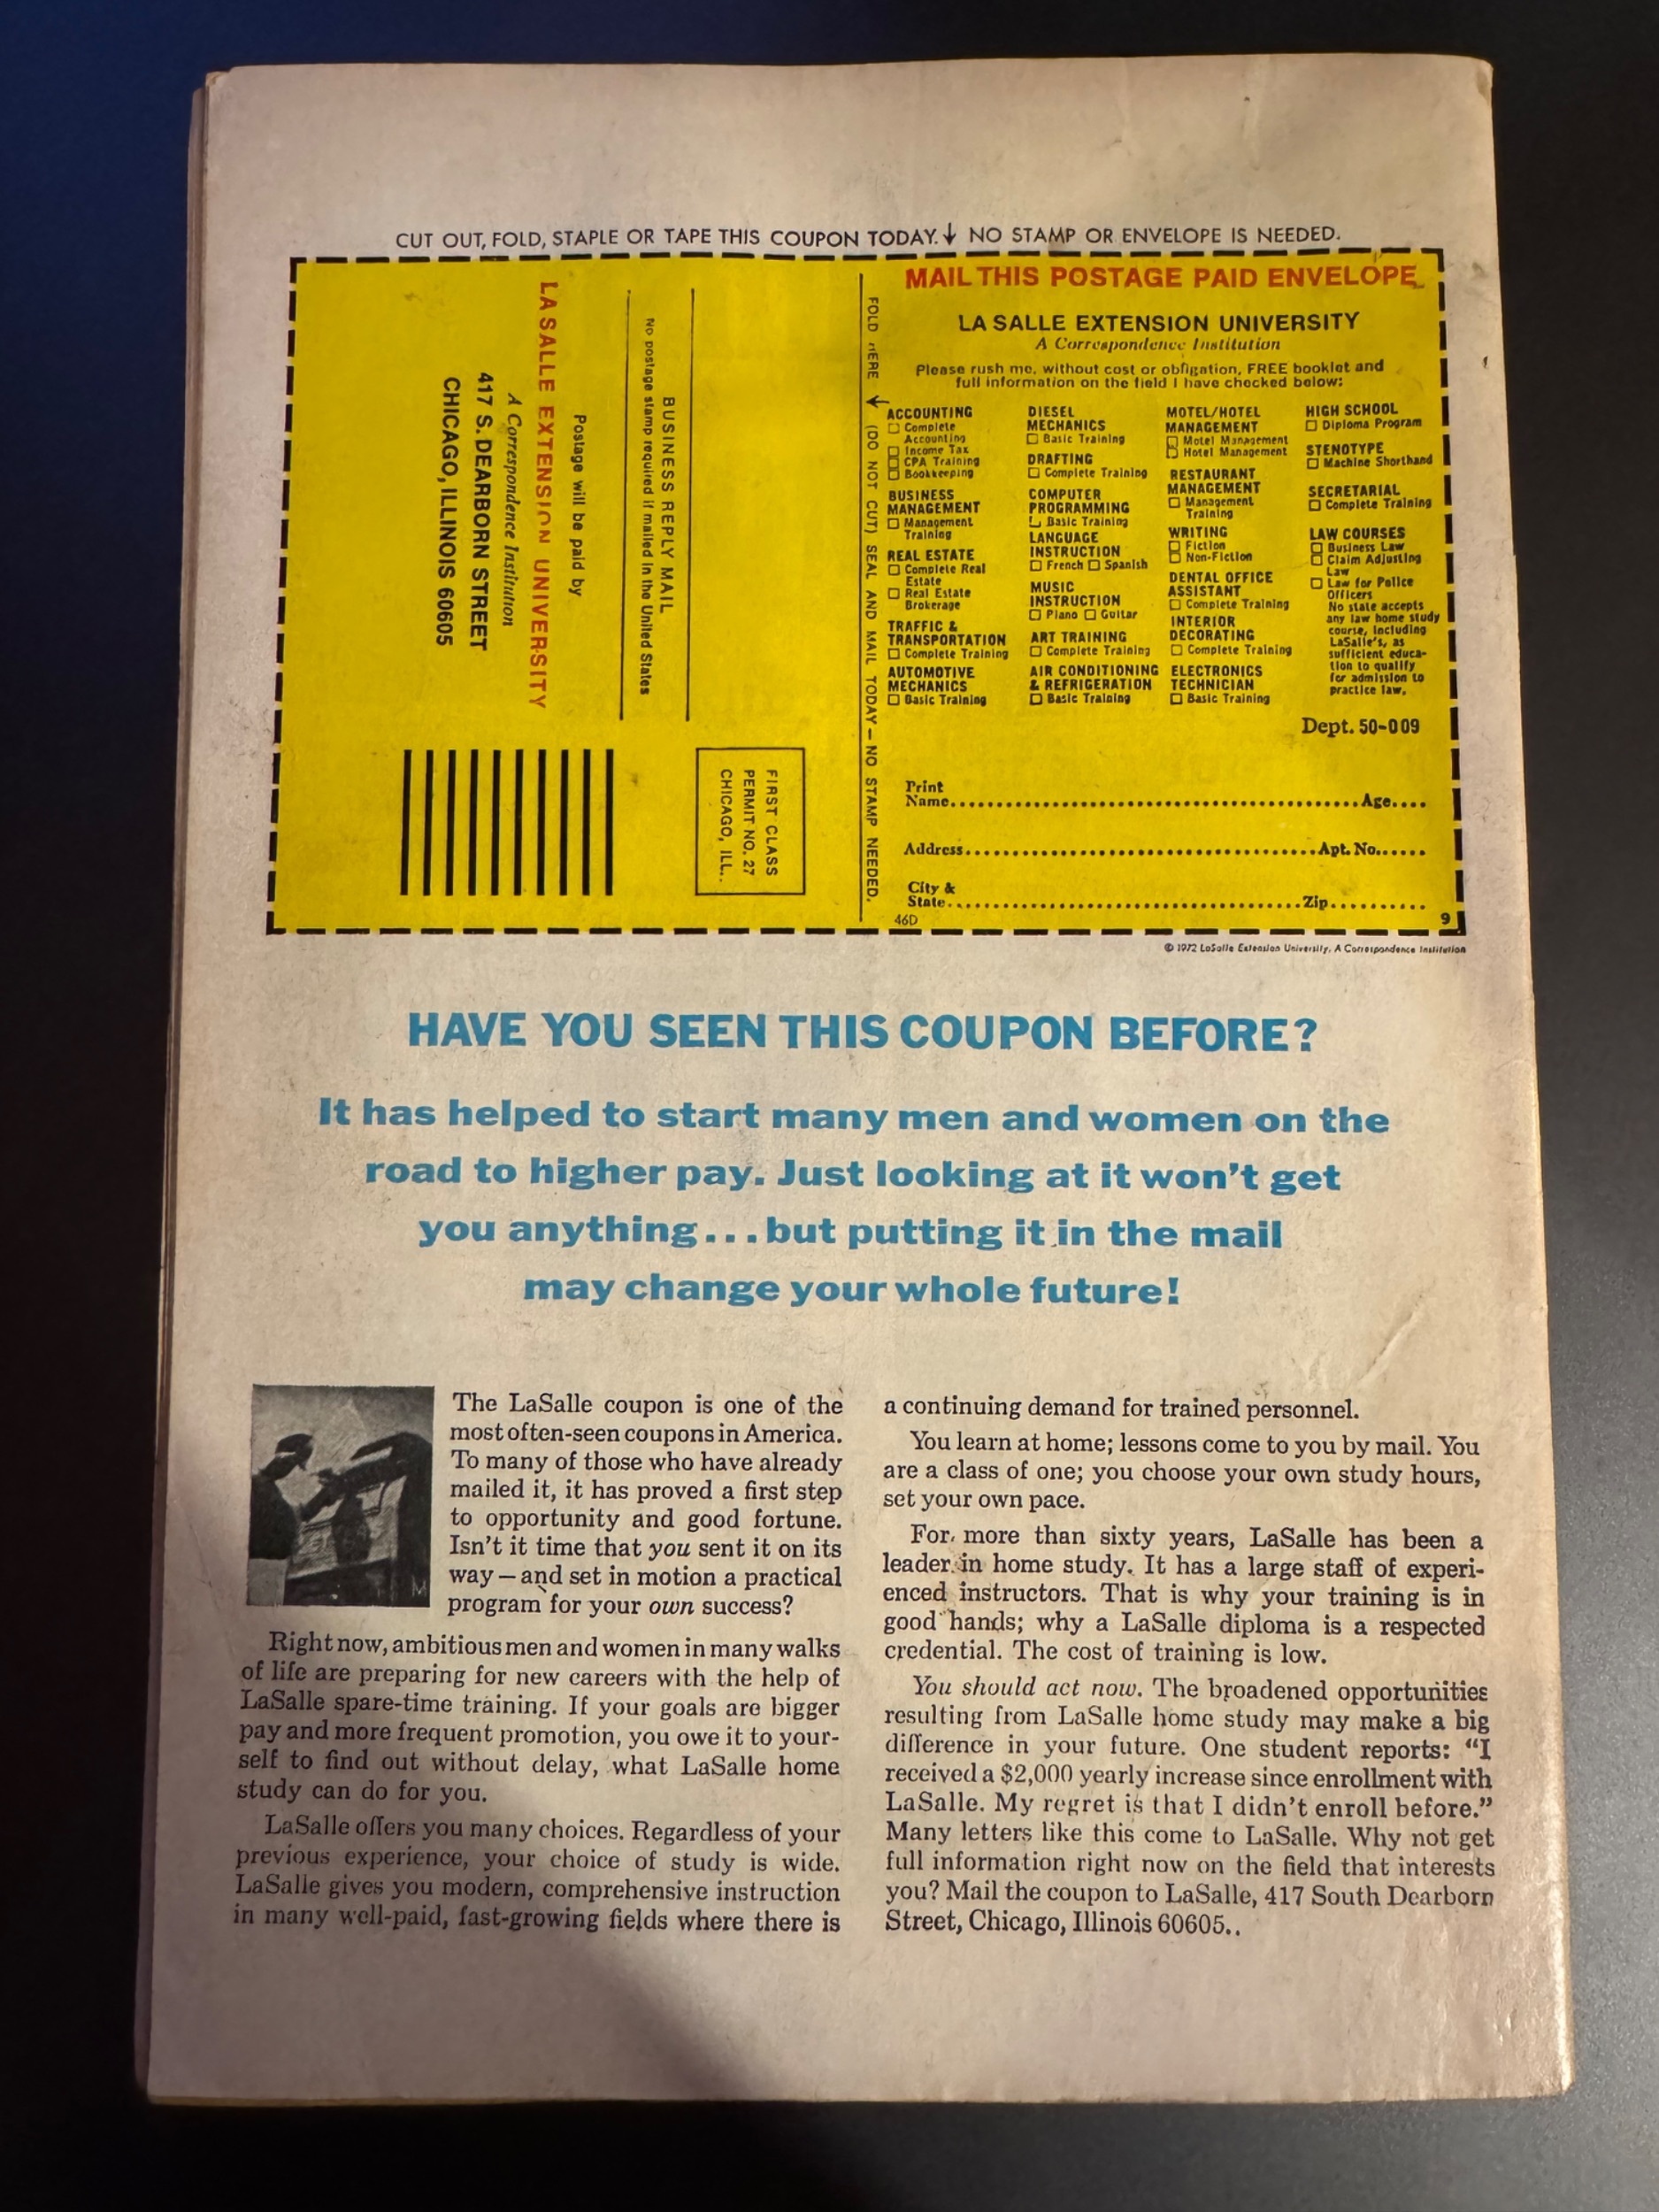 CUT OUT, FOLD, STAPLE OR TAPE THIS COUPON TODAY.↓ NO STAMP OR ENVELOPE IS NEEDED.
BUSINESS REPLY MAIL
No postage stamp required if mailed in the United States
Postage will be paid by
LA SALLE EXTENSION UNIVERSITY
A Correspondence Institution
417 S. DEARBORN STREET
CHICAGO, ILLINOIS 60605
FIRST CLASS
PERMIT NO. 27
CHICAGO, ILL.
FOLD HERE ↓ (DO NOT CUT) SEAL AND MAIL TODAY — NO STAMP NEEDED.
MAIL THIS POSTAGE PAID ENVELOPE
LA SALLE EXTENSION UNIVERSITY
A Correspondence Institution
Please rush me, without cost or obligation, FREE booklet and
full information on the field I have checked below:
ACCOUNTING
☐ Complete
Accounting
☐ Income Tax
☐ CPA Training
☐ Bookkeeping
BUSINESS
MANAGEMENT
☐ Management
Training
REAL ESTATE
☐ Complete Real
Estate
☐ Real Estate
Brokerage
TRAFFIC &
TRANSPORTATION
☐ Complete Training
AUTOMOTIVE
MECHANICS
☐ Basic Training
DIESEL
MECHANICS
☐ Basic Training
DRAFTING
☐ Complete Training
COMPUTER
PROGRAMMING
☐ Basic Training
LANGUAGE
INSTRUCTION
☐ French ☐ Spanish
MUSIC
INSTRUCTION
☐ Piano ☐ Guitar
ART TRAINING
☐ Complete Training
AIR CONDITIONING
& REFRIGERATION
☐ Basic Training
MOTEL/HOTEL
MANAGEMENT
☐ Motel Management
☐ Hotel Management
RESTAURANT
MANAGEMENT
☐ Management
Training
WRITING
☐ Fiction
☐ Non-Fiction
DENTAL OFFICE
ASSISTANT
☐ Complete Training
INTERIOR
DECORATING
☐ Complete Training
ELECTRONICS
TECHNICIAN
☐ Basic Training
HIGH SCHOOL
☐ Diploma Program
STENOTYPE
☐ Machine Shorthand
SECRETARIAL
☐ Complete Training
LAW COURSES
☐ Business Law
☐ Claim Adjusting
Law
☐ Law for Police
Officers
No state accepts
any law home study
course, including
LaSalle's, as
sufficient educa-
tion to qualify
for admission to
practice law.
Dept. 50-009
Print
Name.......................Age....
Address.......................Apt. No......
City &
State.......................Zip..........
46D 9
© 1972 LaSalle Extension University, A Correspondence Institution
HAVE YOU SEEN THIS COUPON BEFORE?
It has helped to start many men and women on the
road to higher pay. Just looking at it won't get
you anything...but putting it in the mail
may change your whole future!
The LaSalle coupon is one of the
most often-seen coupons in America.
To many of those who have already
mailed it, it has proved a first step
to opportunity and good fortune.
Isn't it time that you sent it on its
way — and set in motion a practical
program for your own success?
Right now, ambitious men and women in many walks
of life are preparing for new careers with the help of
LaSalle spare-time training. If your goals are bigger
pay and more frequent promotion, you owe it to your-
self to find out without delay, what LaSalle home
study can do for you.
LaSalle offers you many choices. Regardless of your
previous experience, your choice of study is wide.
LaSalle gives you modern, comprehensive instruction
in many well-paid, fast-growing fields where there is
a continuing demand for trained personnel.
You learn at home; lessons come to you by mail. You
are a class of one; you choose your own study hours,
set your own pace.
For more than sixty years, LaSalle has been a
leader in home study. It has a large staff of experi-
enced instructors. That is why your training is in
good hands; why a LaSalle diploma is a respected
credential. The cost of training is low.
You should act now. The broadened opportunities
resulting from LaSalle home study may make a big
difference in your future. One student reports: "I
received a $2,000 yearly increase since enrollment with
LaSalle. My regret is that I didn't enroll before."
Many letters like this come to LaSalle. Why not get
full information right now on the field that interests
you? Mail the coupon to LaSalle, 417 South Dearborn
Street, Chicago, Illinois 60605..